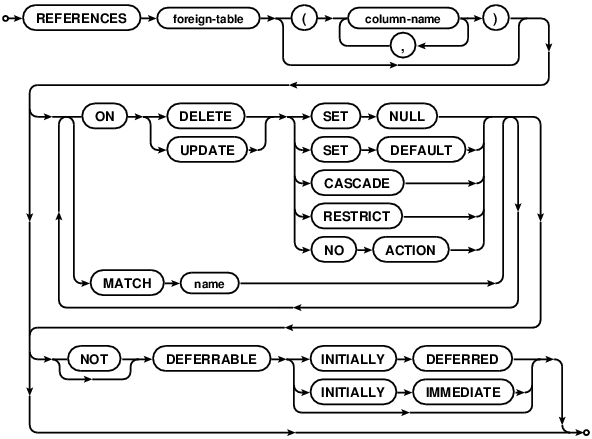 REFERENCES foreign-table ( column-name )
,
ON DELETE SET NULL
UPDATE SET DEFAULT
CASCADE
RESTRICT
NO ACTION
MATCH name
NOT DEFERRABLE INITIALLY DEFERRED
INITIALLY IMMEDIATE